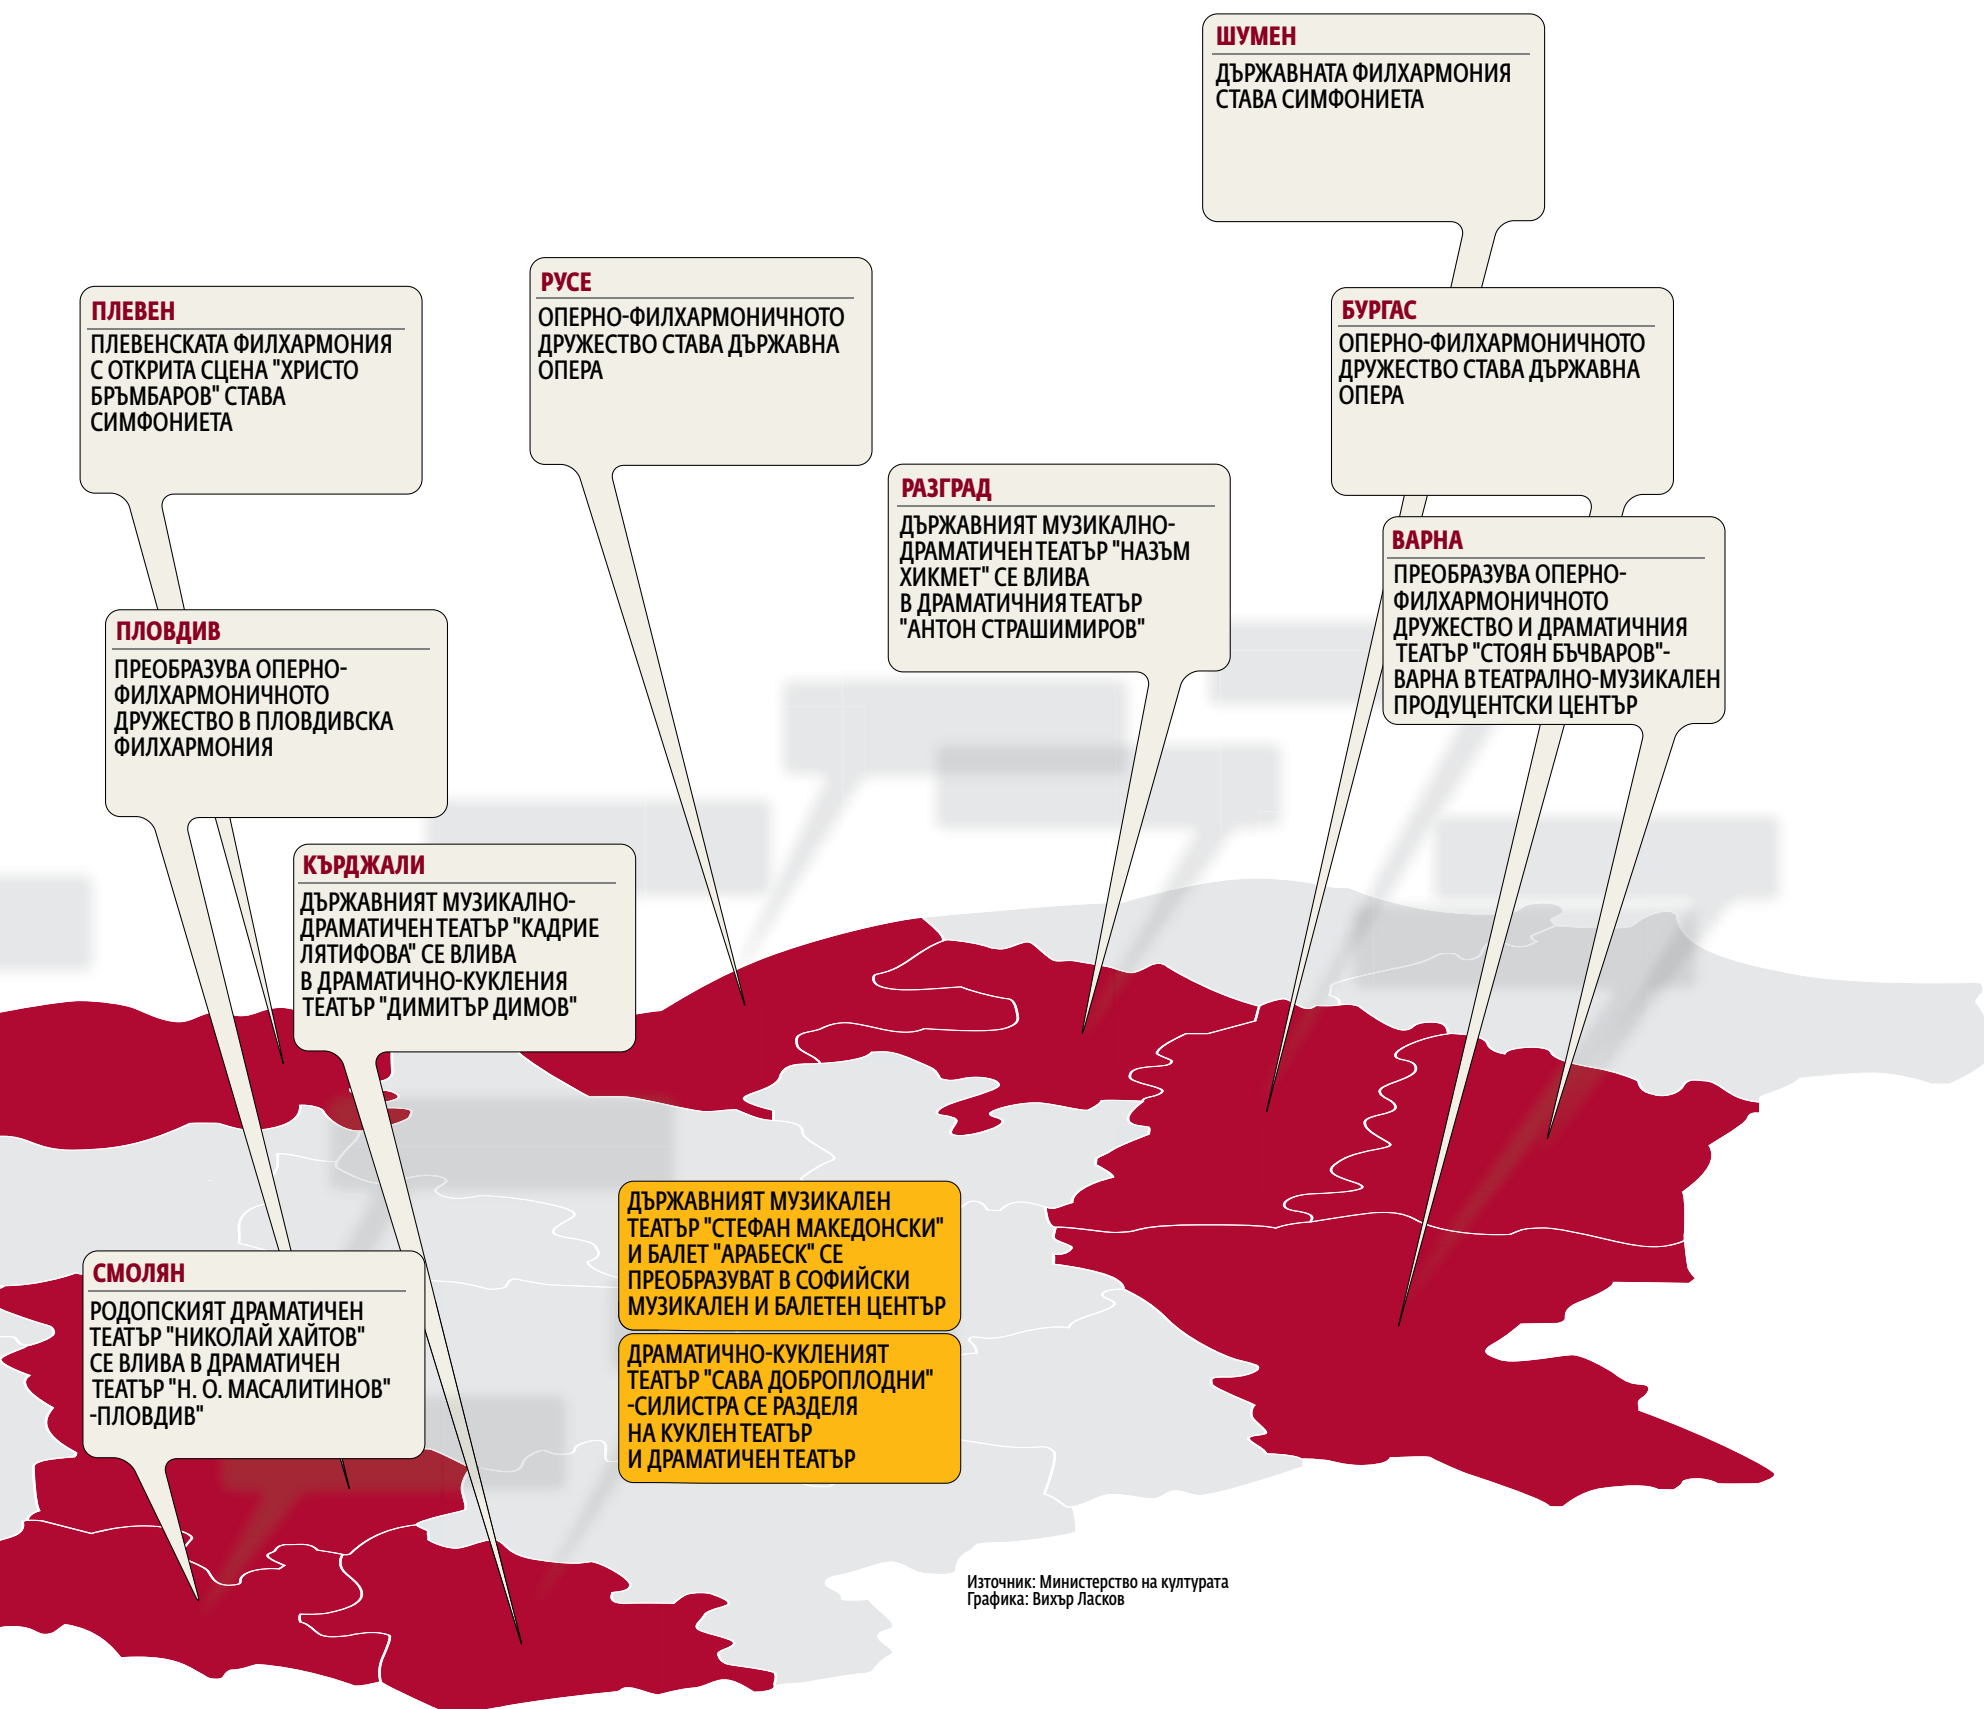 ШУМЕН
ДЪРЖАВНАТА ФИЛХАРМОНИЯ
СТАВА СИМФОНИЕТА
ПЛЕВЕН
ПЛЕВЕНСКАТА ФИЛХАРМОНИЯ
С ОТКРИТА СЦЕНА "ХРИСТО
БРЪМБАРОВ" СТАВА
СИМФОНИЕТА
РУСЕ
ОПЕРНО-ФИЛХАРМОНИЧНОТО
ДРУЖЕСТВО СТАВА ДЪРЖАВНА
ОПЕРА
БУРГАС
ОПЕРНО-ФИЛХАРМОНИЧНОТО
ДРУЖЕСТВО СТАВА ДЪРЖАВНА
ОПЕРА
РАЗГРАД
ДЪРЖАВНИЯТ МУЗИКАЛНО-
ДРАМАТИЧЕН ТЕАТЪР "НАЗЪМ
ХИКМЕТ" СЕ ВЛИВА
В ДРАМАТИЧНИЯ ТЕАТЪР
"АНТОН СТРАШИМИРОВ"
ВАРНА
ПРЕОБРАЗУВА ОПЕРНО-
ФИЛХАРМОНИЧНОТО
ДРУЖЕСТВО И ДРАМАТИЧНИЯ
ТЕАТЪР "СТОЯН БЪЧВАРОВ"-
ВАРНА В ТЕАТРАЛНО-МУЗИКАЛЕН
ПРОДУЦЕНТСКИ ЦЕНТЪР
ПЛОВДИВ
ПРЕОБРАЗУВА ОПЕРНО-
ФИЛХАРМОНИЧНОТО
ДРУЖЕСТВО В ПЛОВДИВСКА
ФИЛХАРМОНИЯ
КЪРДЖАЛИ
ДЪРЖАВНИЯТ МУЗИКАЛНО-
ДРАМАТИЧЕН ТЕАТЪР "КАДРИЕ
ЛЯТИФОВА" СЕ ВЛИВА
В ДРАМАТИЧНО-КУКЛЕНИЯ
ТЕАТЪР "ДИМИТЪР ДИМОВ"
ДЪРЖАВНИЯТ МУЗИКАЛЕН
ТЕАТЪР "СТЕФАН МАКЕДОНСКИ"
И БАЛЕТ "АРАБЕСК" СЕ
ПРЕОБРАЗУВАТ В СОФИЙСКИ
МУЗИКАЛЕН И БАЛЕТЕН ЦЕНТЪР
СМОЛЯН
РОДОПСКИЯТ ДРАМАТИЧЕН
ТЕАТЪР "НИКОЛАЙ ХАЙТОВ"
СЕ ВЛИВА В ДРАМАТИЧЕН
ТЕАТЪР "Н. О. МАСАЛИТИНОВ"
-ПЛОВДИВ"
ДРАМАТИЧНО-КУКЛЕНИЯТ
ТЕАТЪР "САВА ДОБРОПЛОДНИ"
-СИЛИСТРА СЕ РАЗДЕЛЯ
НА КУКЛЕН ТЕАТЪР
И ДРАМАТИЧЕН ТЕАТЪР
Източник: Министерство на културата
Графика: Вихър Ласков